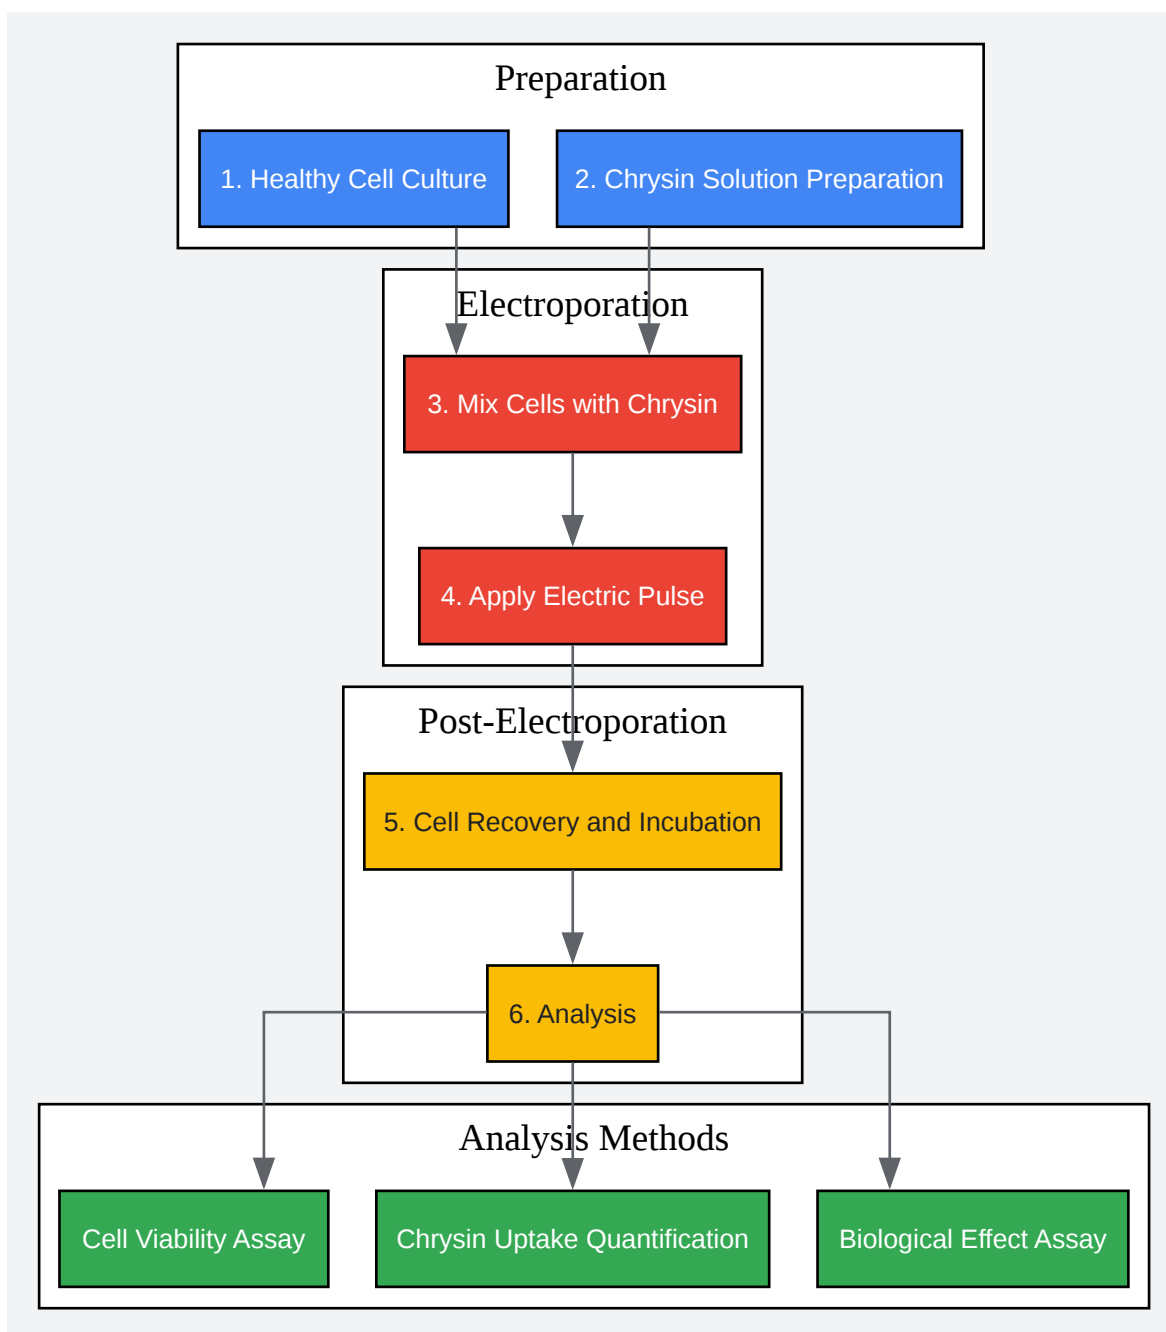 Preparation
1. Healthy Cell Culture
2. Chrysin Solution Preparation
Electroporation
3. Mix Cells with Chrysin
4. Apply Electric Pulse
Post-Electroporation
5. Cell Recovery and Incubation
6. Analysis
Analysis Methods
Cell Viability Assay
Chrysin Uptake Quantification
Biological Effect Assay